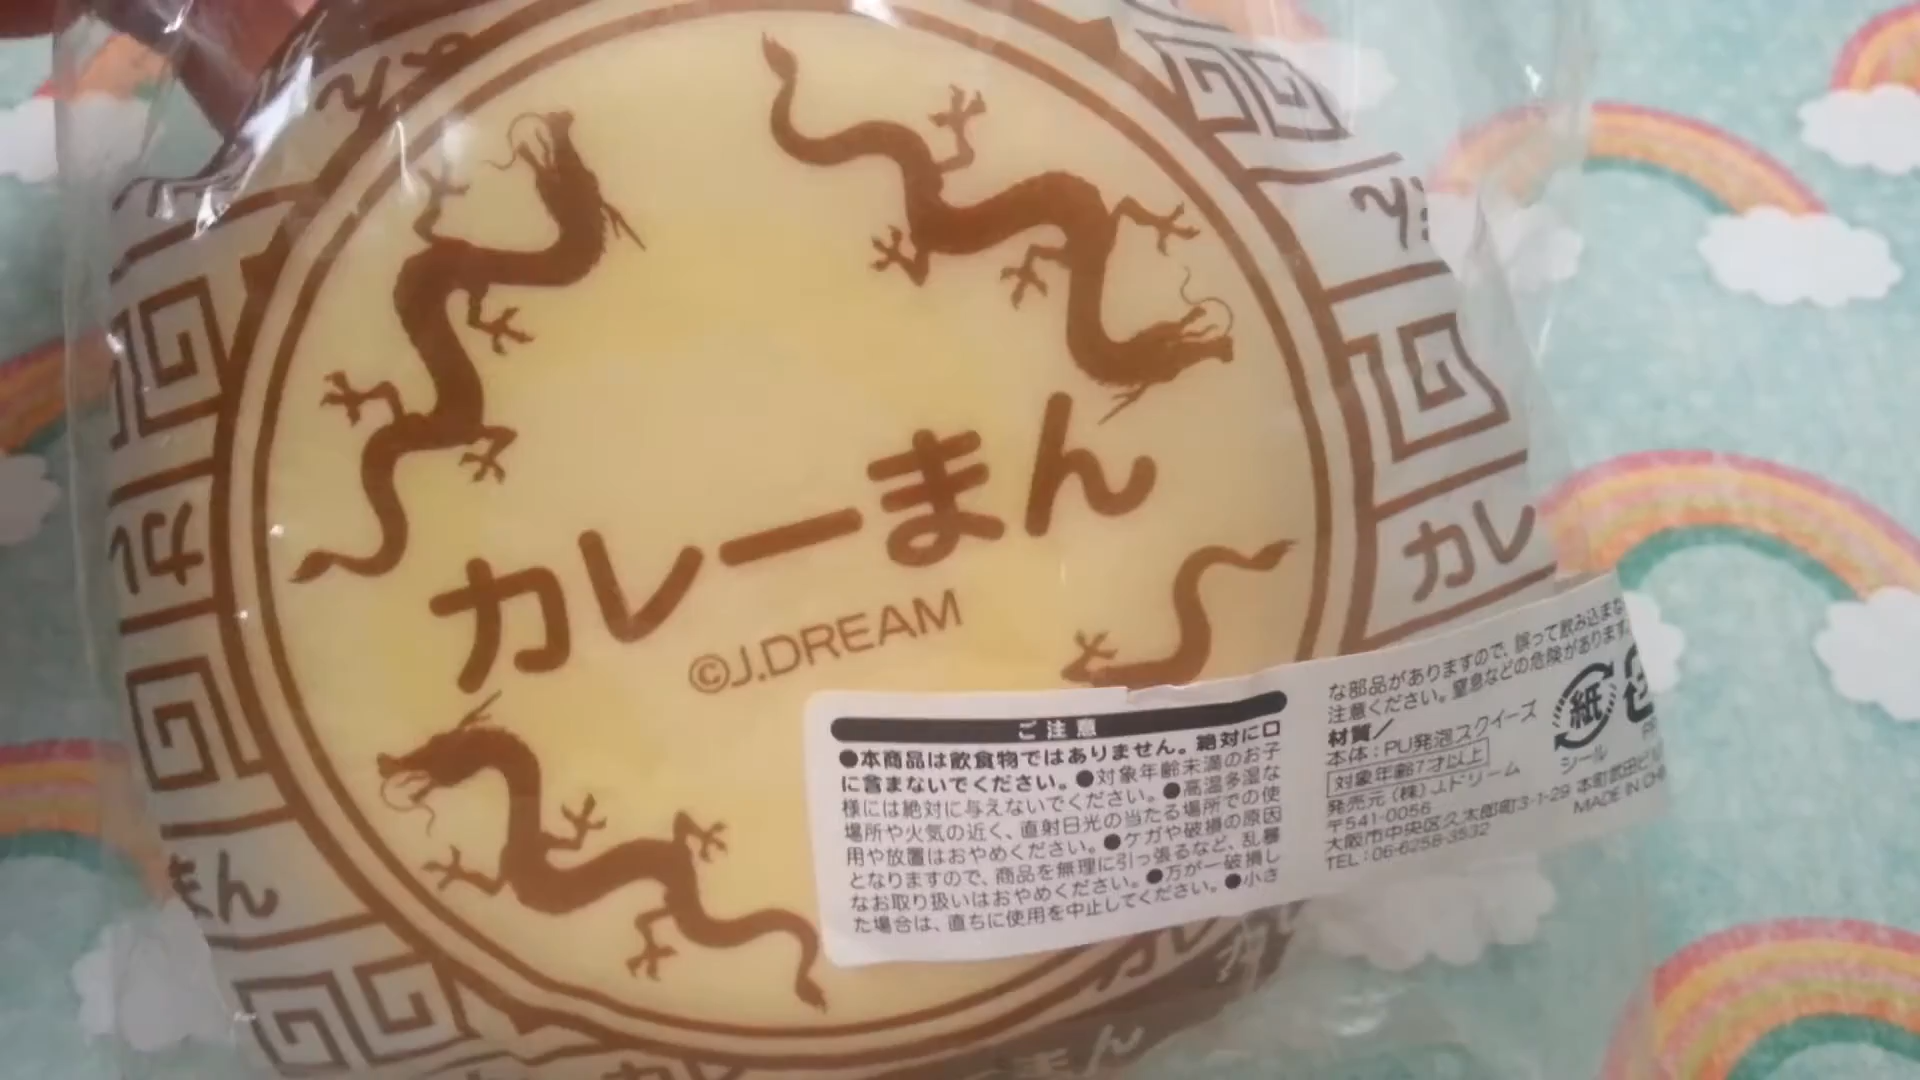 まん
カレーまん
©J.DREAM
カレ
カレ
まん
まん
ご注意
●本商品は飲食物ではありません。絶対に口
に含まないでください。●対象年齢未満のお子
様には絶対に与えないでください。●高温多湿な
場所や火気の近く、直射日光の当たる場所での使
用や放置はおやめください。●ケガや破損の原因
となりますので、商品を無理に引っ張るなど、乱暴
なお取り扱いはおやめください。●万が一破損し
た場合は、直ちに使用を中止してください。●小さ
な部品がありますので、誤って飲み込まな
注意ください。窒息などの危険があります。
材質/
本体:PU発泡スクイーズ
対象年齢7才以上
発売元 (株)J.ドリーム
〒541-0056
大阪市中央区久太郎町3-1-29 本町武田ビル
TEL:06-6258-3532
MADE IN CH
紙
シール